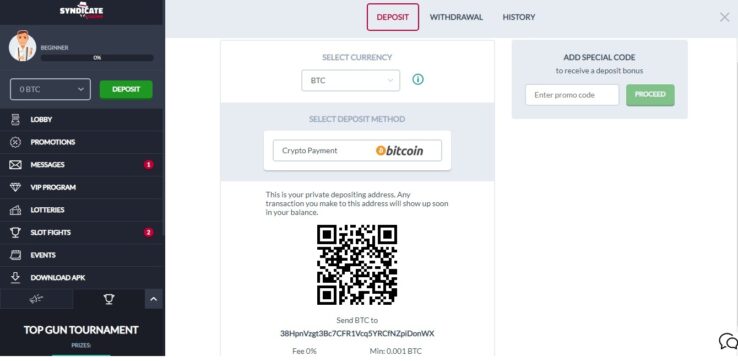 SYNDICATE
BEGINNER
0%
0 BTC
DEPOSIT
LOBBY
PROMOTIONS
MESSAGES
1
VIP PROGRAM
LOTTERIES
SLOT FIGHTS
2
EVENTS
DOWNLOAD APK
TOP GUN TOURNAMENT
PRIZES:
DEPOSIT WITHDRAWAL HISTORY
SELECT CURRENCY
BTC
SELECT DEPOSIT METHOD
Crypto Payment bitcoin
This is your private depositing address. Any
transaction you make to this address will show up soon
in your balance.
Send BTC to
38HpnVzgt3Bc7CFR1Vcq5YRCfNZpiDonWX
Fee 0% Min: 0.001 BTC
ADD SPECIAL CODE
to receive a deposit bonus
Enter promo code PROCEED